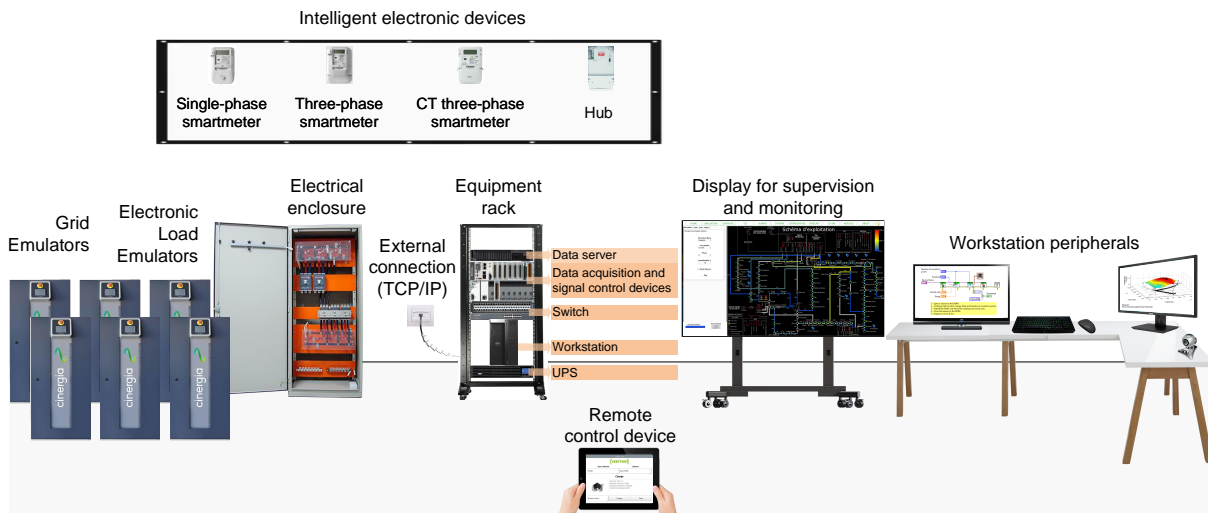 Intelligent electronic devices
Single-phase
smartmeter
Three-phase
smartmeter
CT three-phase
smartmeter
Hub
Grid
Emulators
Electronic
Load
Emulators
Electrical
enclosure
External
connection
(TCP/IP)
Equipment
rack
Display for supervision
and monitoring
Workstation peripherals
Data server
Data acquisition and
signal control devices
Switch
Workstation
UPS
Schéma d'exploitation
cinergia
cinergia
cinergia
Remote
control device